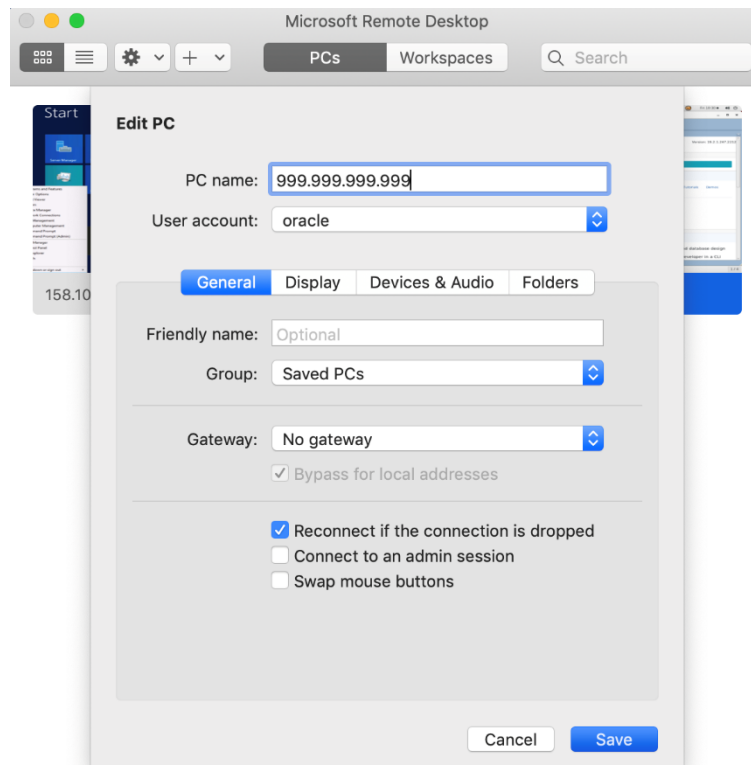 Microsoft Remote Desktop
PCs Workspaces Search
Start
Edit PC
PC name: 999.999.999.999
User account: oracle
General Display Devices & Audio Folders
158.10
Friendly name: Optional
Group: Saved PCs
Gateway: No gateway
Bypass for local addresses
Reconnect if the connection is dropped
Connect to an admin session
Swap mouse buttons
Cancel Save